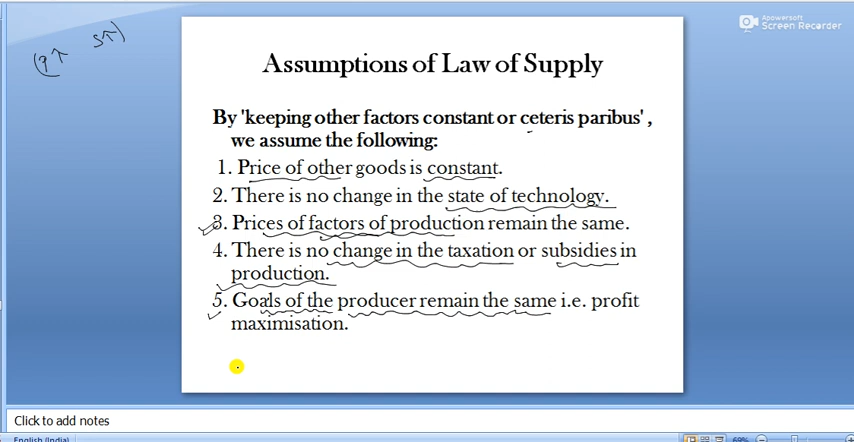 (P↑ S↑)
Apowersoft
Screen Recorder
Assumptions of Law of Supply
By 'keeping other factors constant or ceteris paribus' ,
we assume the following:
1. Price of other goods is constant.
2. There is no change in the state of technology.
3. Prices of factors of production remain the same.
4. There is no change in the taxation or subsidies in
production.
5. Goals of the producer remain the same i.e. profit
maximisation.
Click to add notes
English (India)
69%